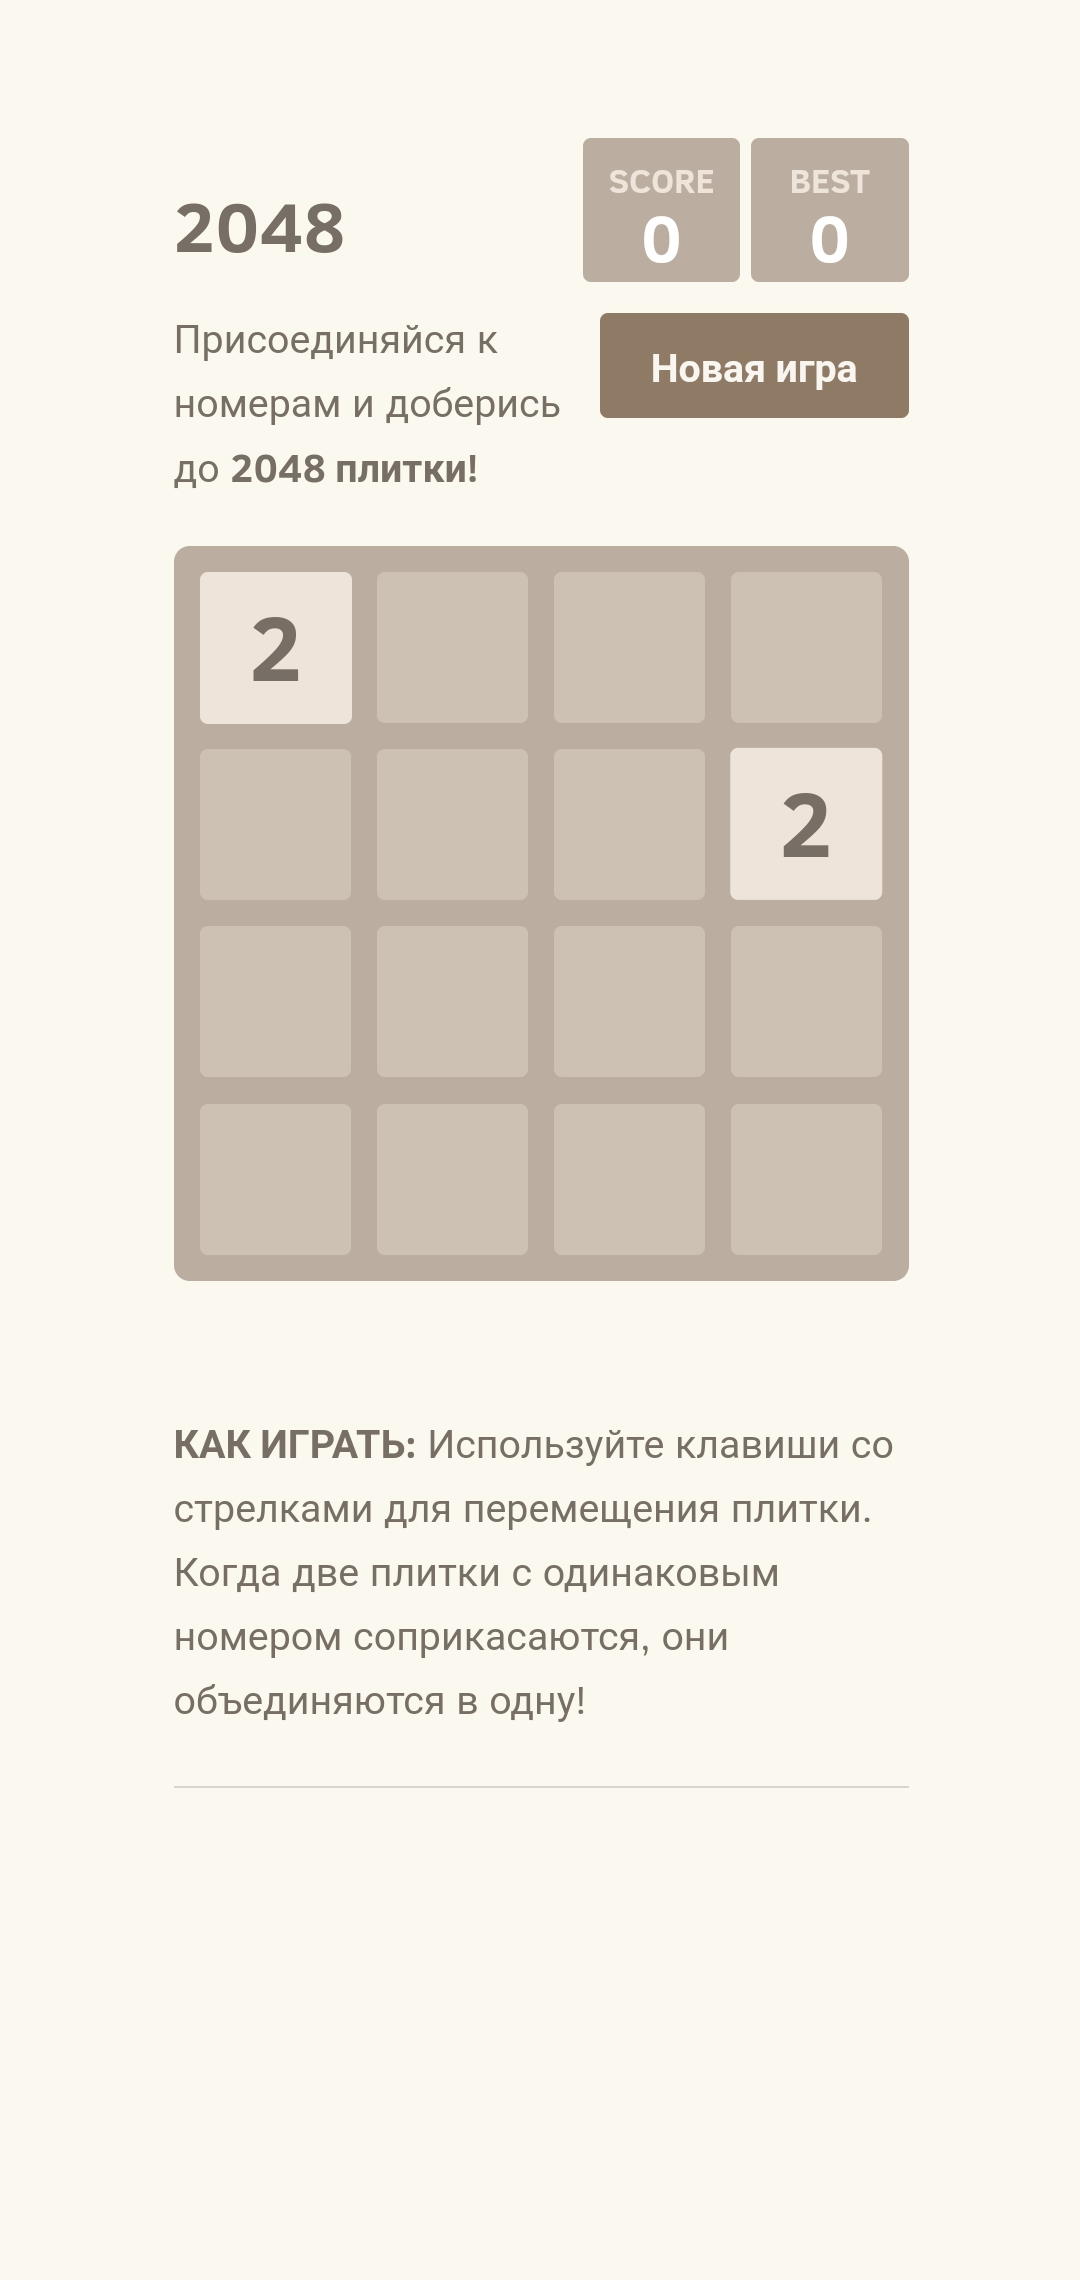 2048
SCORE
0
BEST
0
Присоединяйся к
номерам и доберись
до 2048 плитки!
Новая игра
2
2
КАК ИГРАТЬ: Используйте клавиши со
стрелками для перемещения плитки.
Когда две плитки с одинаковым
номером соприкасаются, они
объединяются в одну!